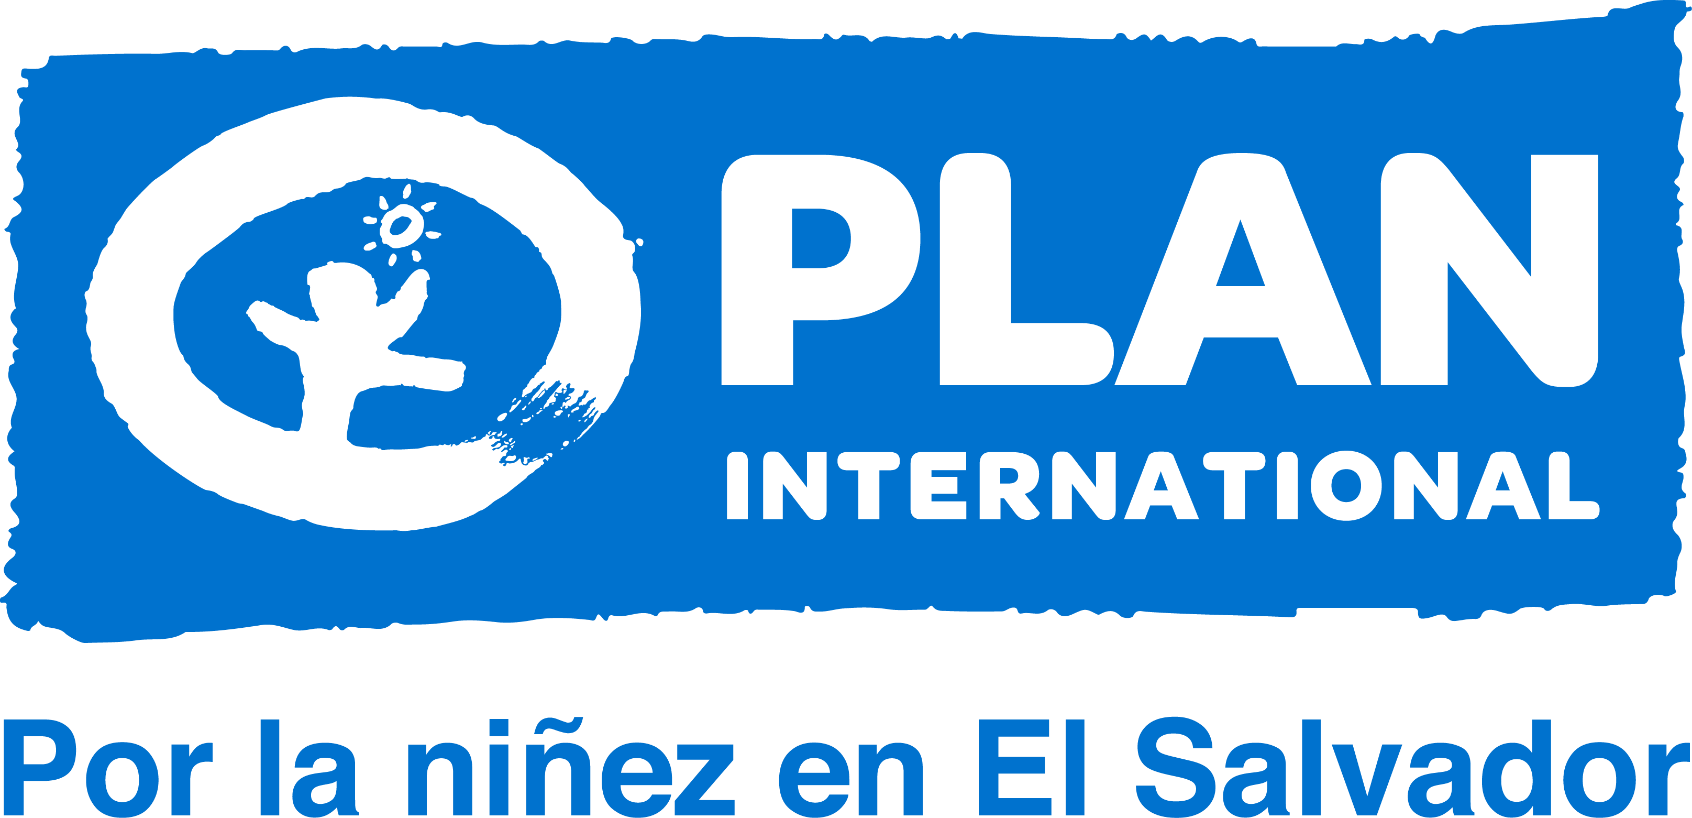 PLAN
INTERNATIONAL
Por la niñez en El Salvador